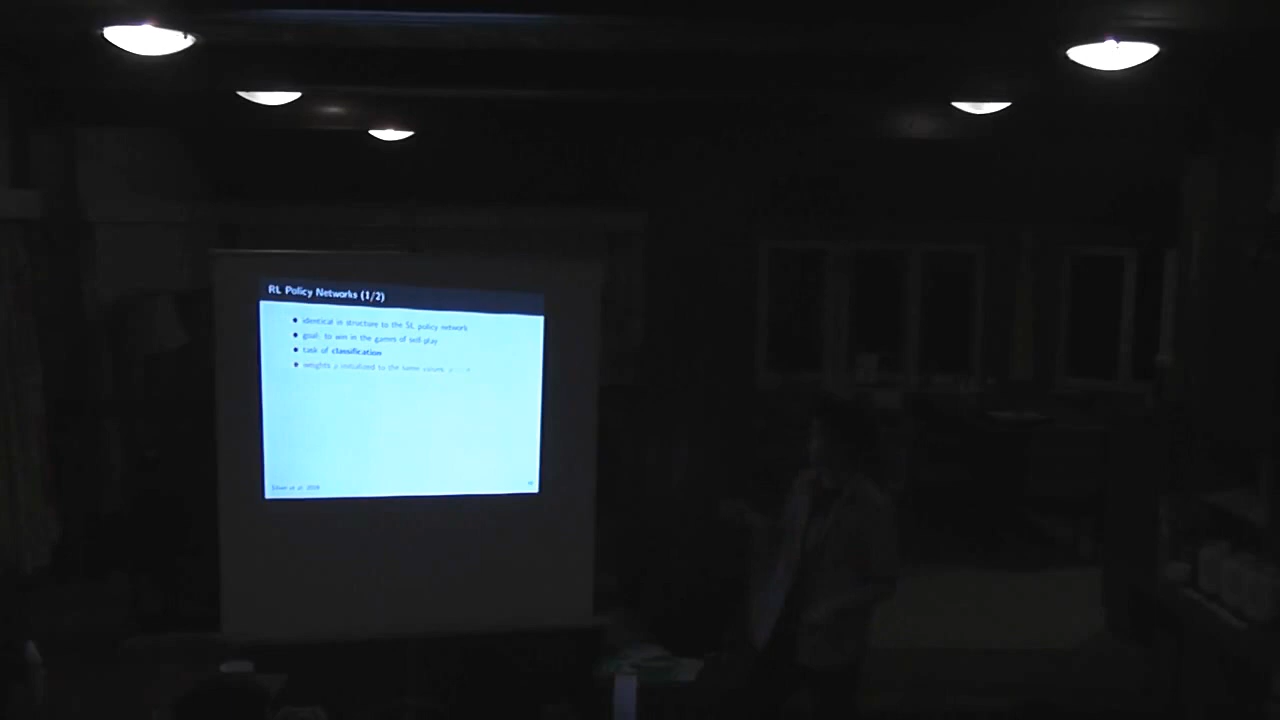 RL Policy Networks (1/2)
identical in structure to the SL policy network
goal: to win in the games of self-play
task of classification
weights ρ initialized to the same values
Silver et al. 2016